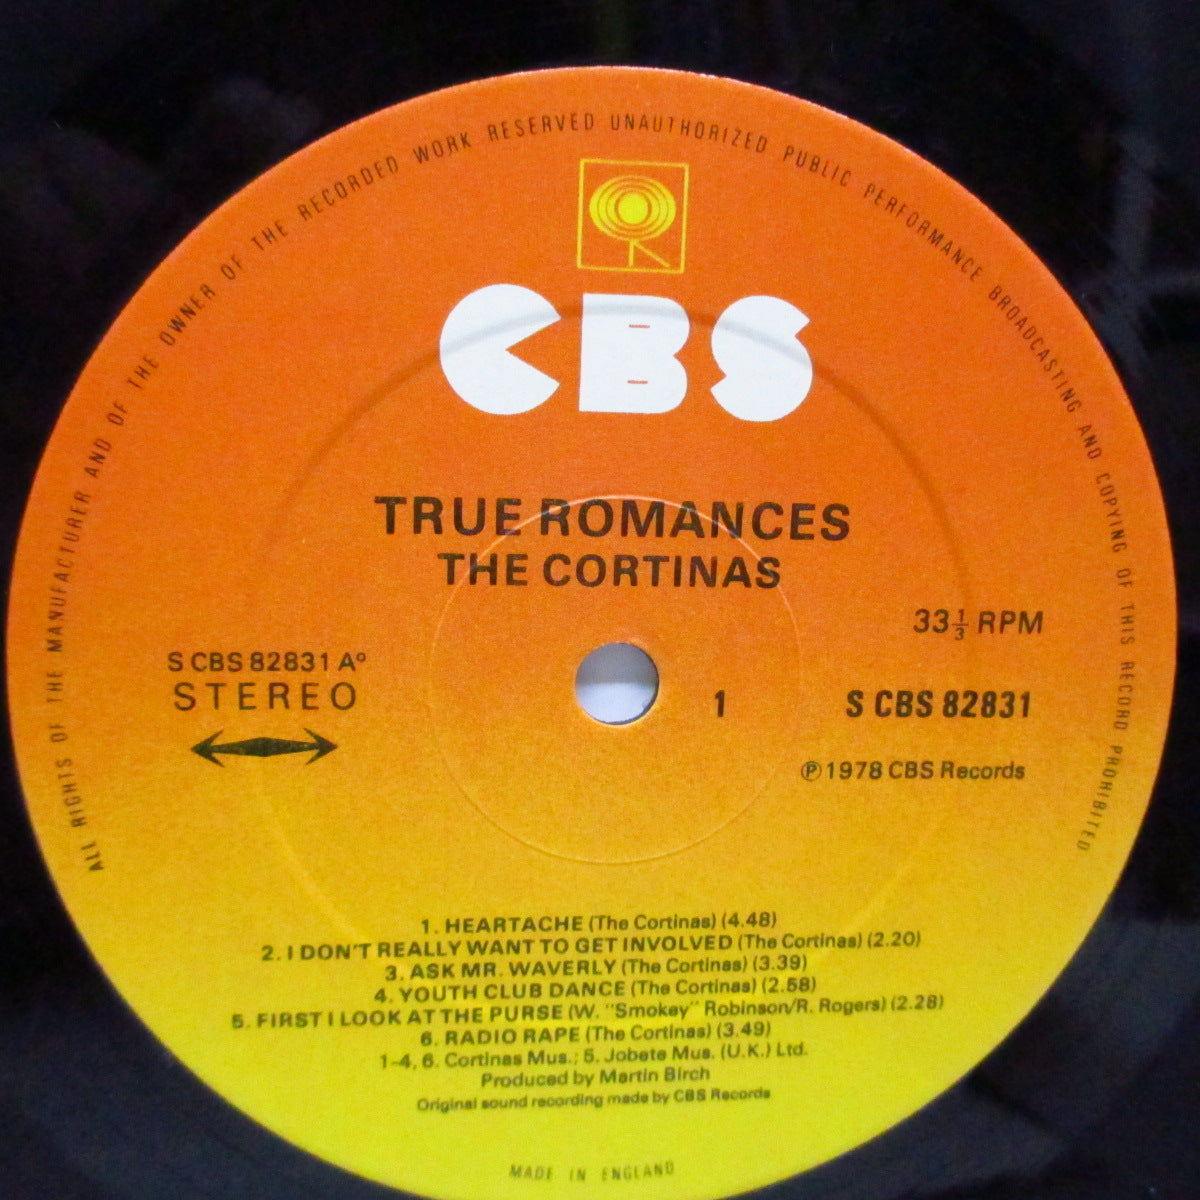 ALL RIGHTS OF THE MANUFACTURER AND OF THE OWNER OF THE RECORDED WORK RESERVED UNAUTHORIZED PUBLIC PERFORMANCE BROADCASTING AND COPYING OF THIS RECORD PROHIBITED
CBS
TRUE ROMANCES
THE CORTINAS
33⅓ RPM
S CBS 82831 Aº
STEREO
1
S CBS 82831
℗ 1978 CBS Records
1. HEARTACHE (The Cortinas) (4.48)
2. I DON'T REALLY WANT TO GET INVOLVED (The Cortinas) (2.20)
3. ASK MR. WAVERLY (The Cortinas) (3.39)
4. YOUTH CLUB DANCE (The Cortinas) (2.58)
5. FIRST I LOOK AT THE PURSE (W. "Smokey" Robinson/R. Rogers) (2.28)
6. RADIO RAPE (The Cortinas) (3.49)
1-4, 6. Cortinas Mus.; 5. Jobete Mus. (U.K.) Ltd.
Produced by Martin Birch
Original sound recording made by CBS Records
MADE IN ENGLAND